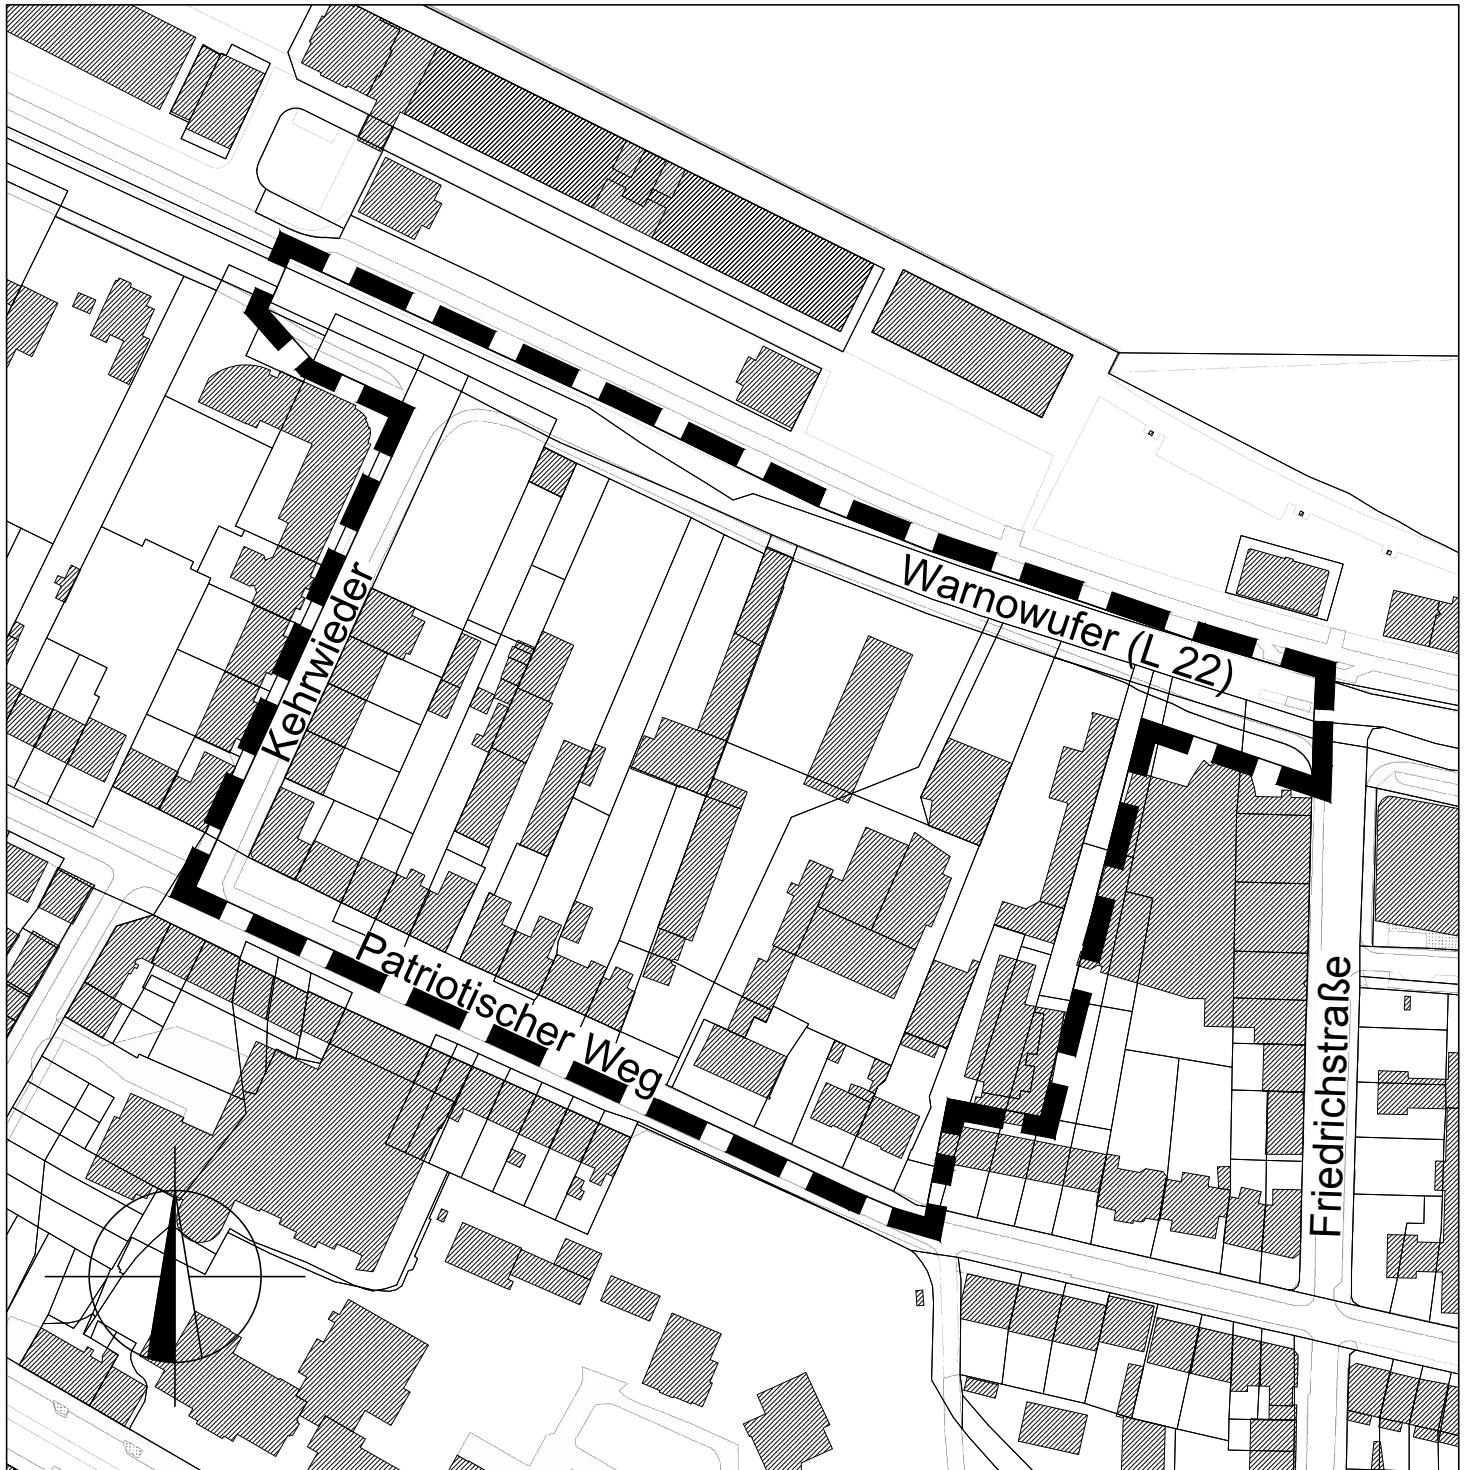 Warnowufer (L 22)
Kehrwieder
Patriotischer Weg
Friedrichstraße